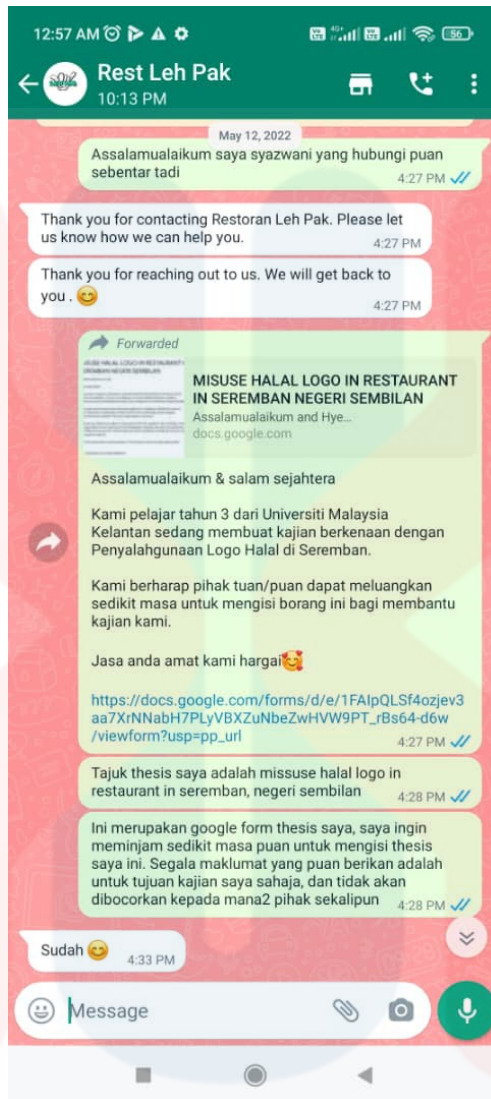 12:57 AM
4G+
56
Rest Leh Pak
10:13 PM
May 12, 2022
Assalamualaikum saya syazwani yang hubungi puan
sebentar tadi
4:27 PM
Thank you for contacting Restoran Leh Pak. Please let
us know how we can help you.
4:27 PM
Thank you for reaching out to us. We will get back to
you . 😊
4:27 PM
Forwarded
MISUSE HALAL LOGO IN RESTAURANT
IN SEREMBAN NEGERI SEMBILAN
Assalamualaikum and Hye...
docs.google.com
Assalamualaikum & salam sejahtera
Kami pelajar tahun 3 dari Universiti Malaysia
Kelantan sedang membuat kajian berkenaan dengan
Penyalahgunaan Logo Halal di Seremban.
Kami berharap pihak tuan/puan dapat meluangkan
sedikit masa untuk mengisi borang ini bagi membantu
kajian kami.
Jasa anda amat kami hargai🥰
https://docs.google.com/forms/d/e/1FAIpQLSf4ozjev3
aa7XrNNabH7PLyVBXZuNbeZwHVW9PT_rBs64-d6w
/viewform?usp=pp_url
4:27 PM
Tajuk thesis saya adalah missuse halal logo in
restaurant in seremban, negeri sembilan
4:28 PM
Ini merupakan google form thesis saya, saya ingin
meminjam sedikit masa puan untuk mengisi thesis
saya ini. Segala maklumat yang puan berikan adalah
untuk tujuan kajian saya sahaja, dan tidak akan
dibocorkan kepada mana2 pihak sekalipun
4:28 PM
Sudah 😊
4:33 PM
Message